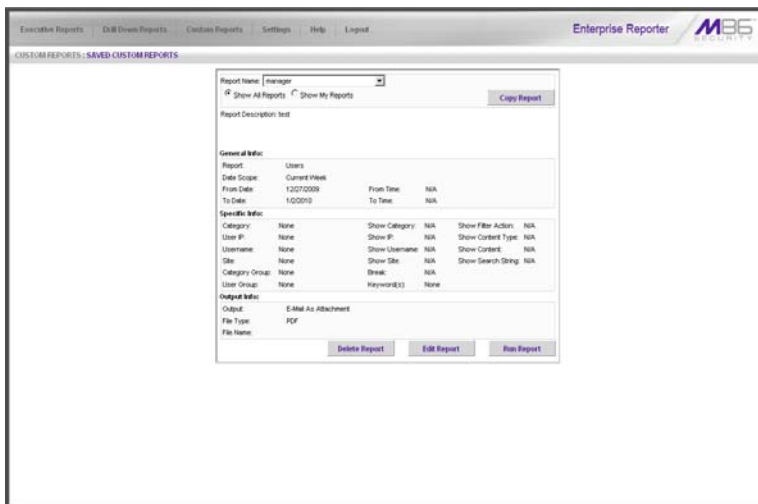 Executive Reports Drill Down Reports Custom Reports Settings Help Logout Enterprise Reporter M86 SECURITY
CUSTOM REPORTS : SAVED CUSTOM REPORTS
Report Name: manager
Show All Reports Show My Reports Copy Report
Report Description: test
General Info:
Report: Users
Date Scope: Current Week
From Date: 12/27/2009 From Time: N/A
To Date: 1/2/2010 To Time: N/A
Specific Info:
Category: None Show Category: N/A Show Filter Action: N/A
User IP: None Show IP: N/A Show Content Type: N/A
Username: None Show Username: N/A Show Content: N/A
Site: None Show Site: N/A Show Search String: N/A
Category Group: None Break: N/A
User Group: None Keyword(s): None
Output Info:
Output: E-Mail As Attachment
File Type: PDF
File Name:
Delete Report Edit Report Run Report